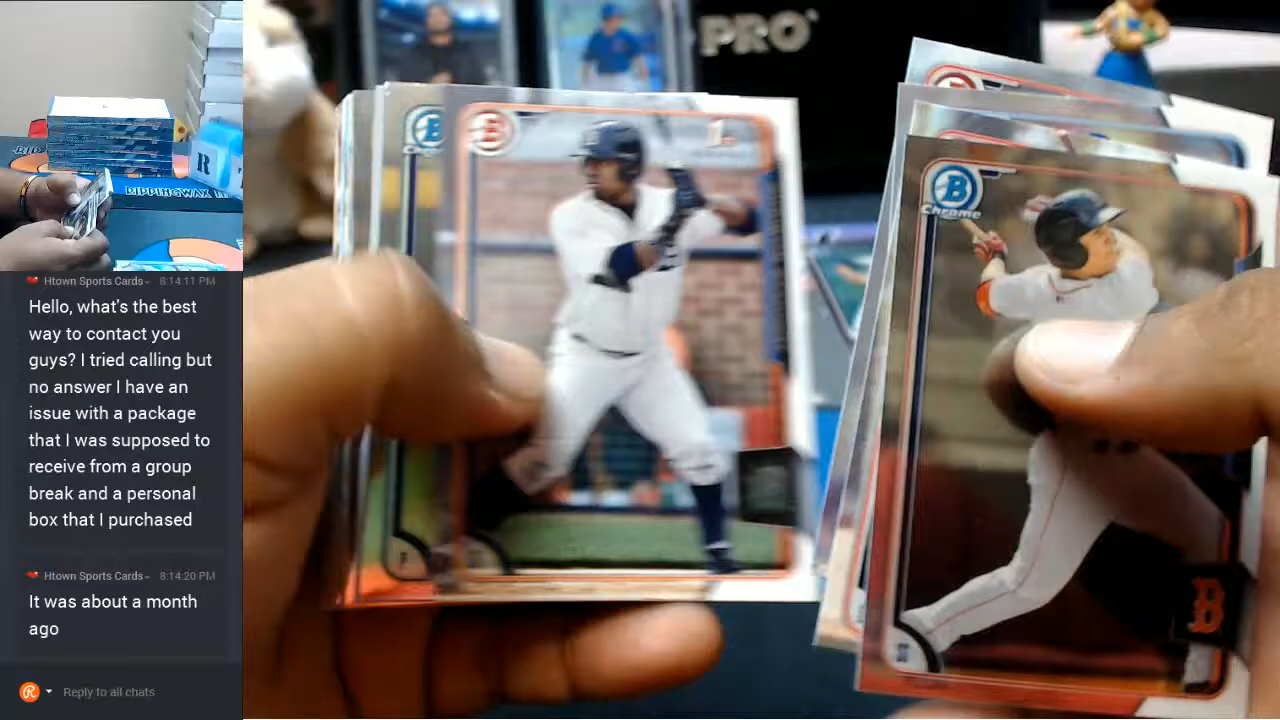 PRO
B
B
Chrome
B
R
RIPPINGWAX
B
Htown Sports Cards
8:14:11 PM
Hello, what's the best
way to contact you
guys? I tried calling but
no answer I have an
issue with a package
that I was supposed to
receive from a group
break and a personal
box that I purchased
Htown Sports Cards
8:14:20 PM
It was about a month
ago
Reply to all chats